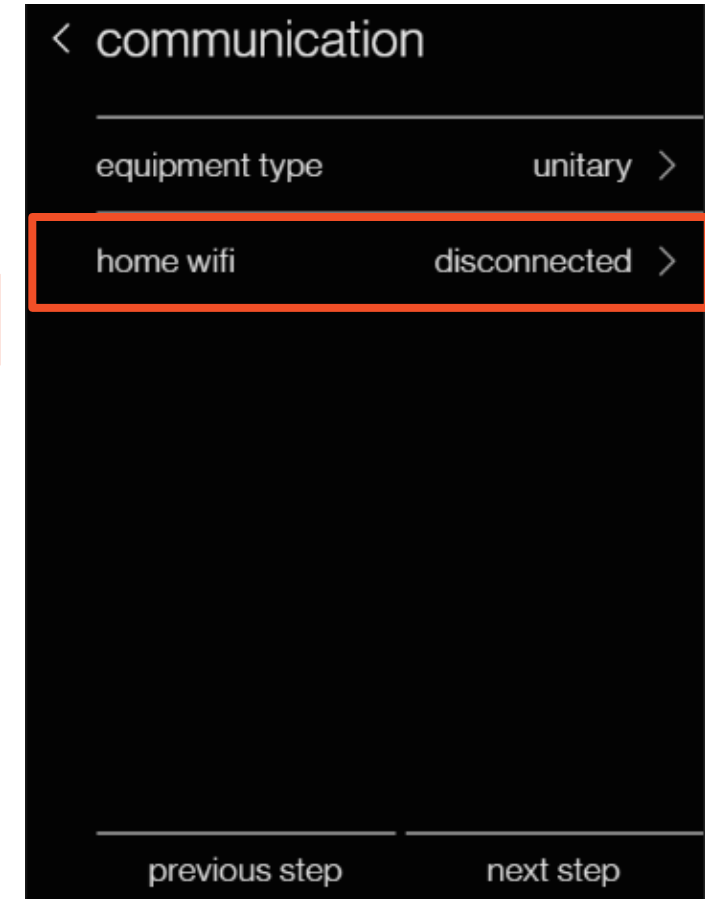 < communication
equipment type unitary >
home wifi disconnected >
previous step next step